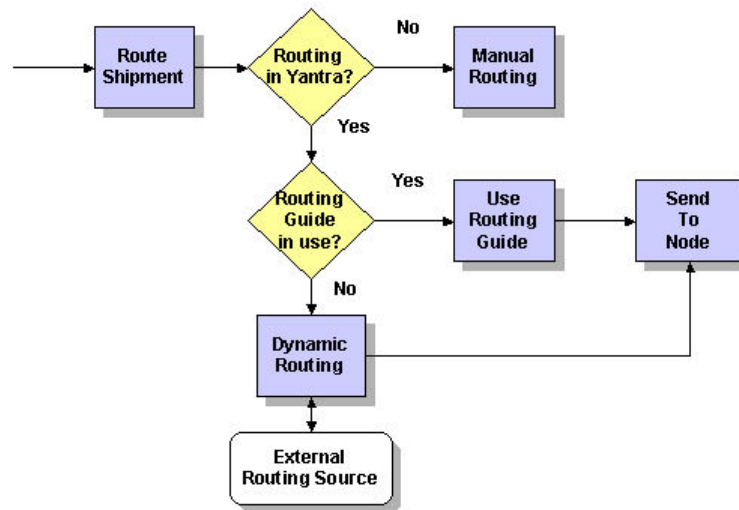 Route
Shipment
Routing
in Yantra?
No
Manual
Routing
Yes
Routing
Guide
in use?
Yes
Use
Routing
Guide
Send
To
Node
No
Dynamic
Routing
External
Routing Source